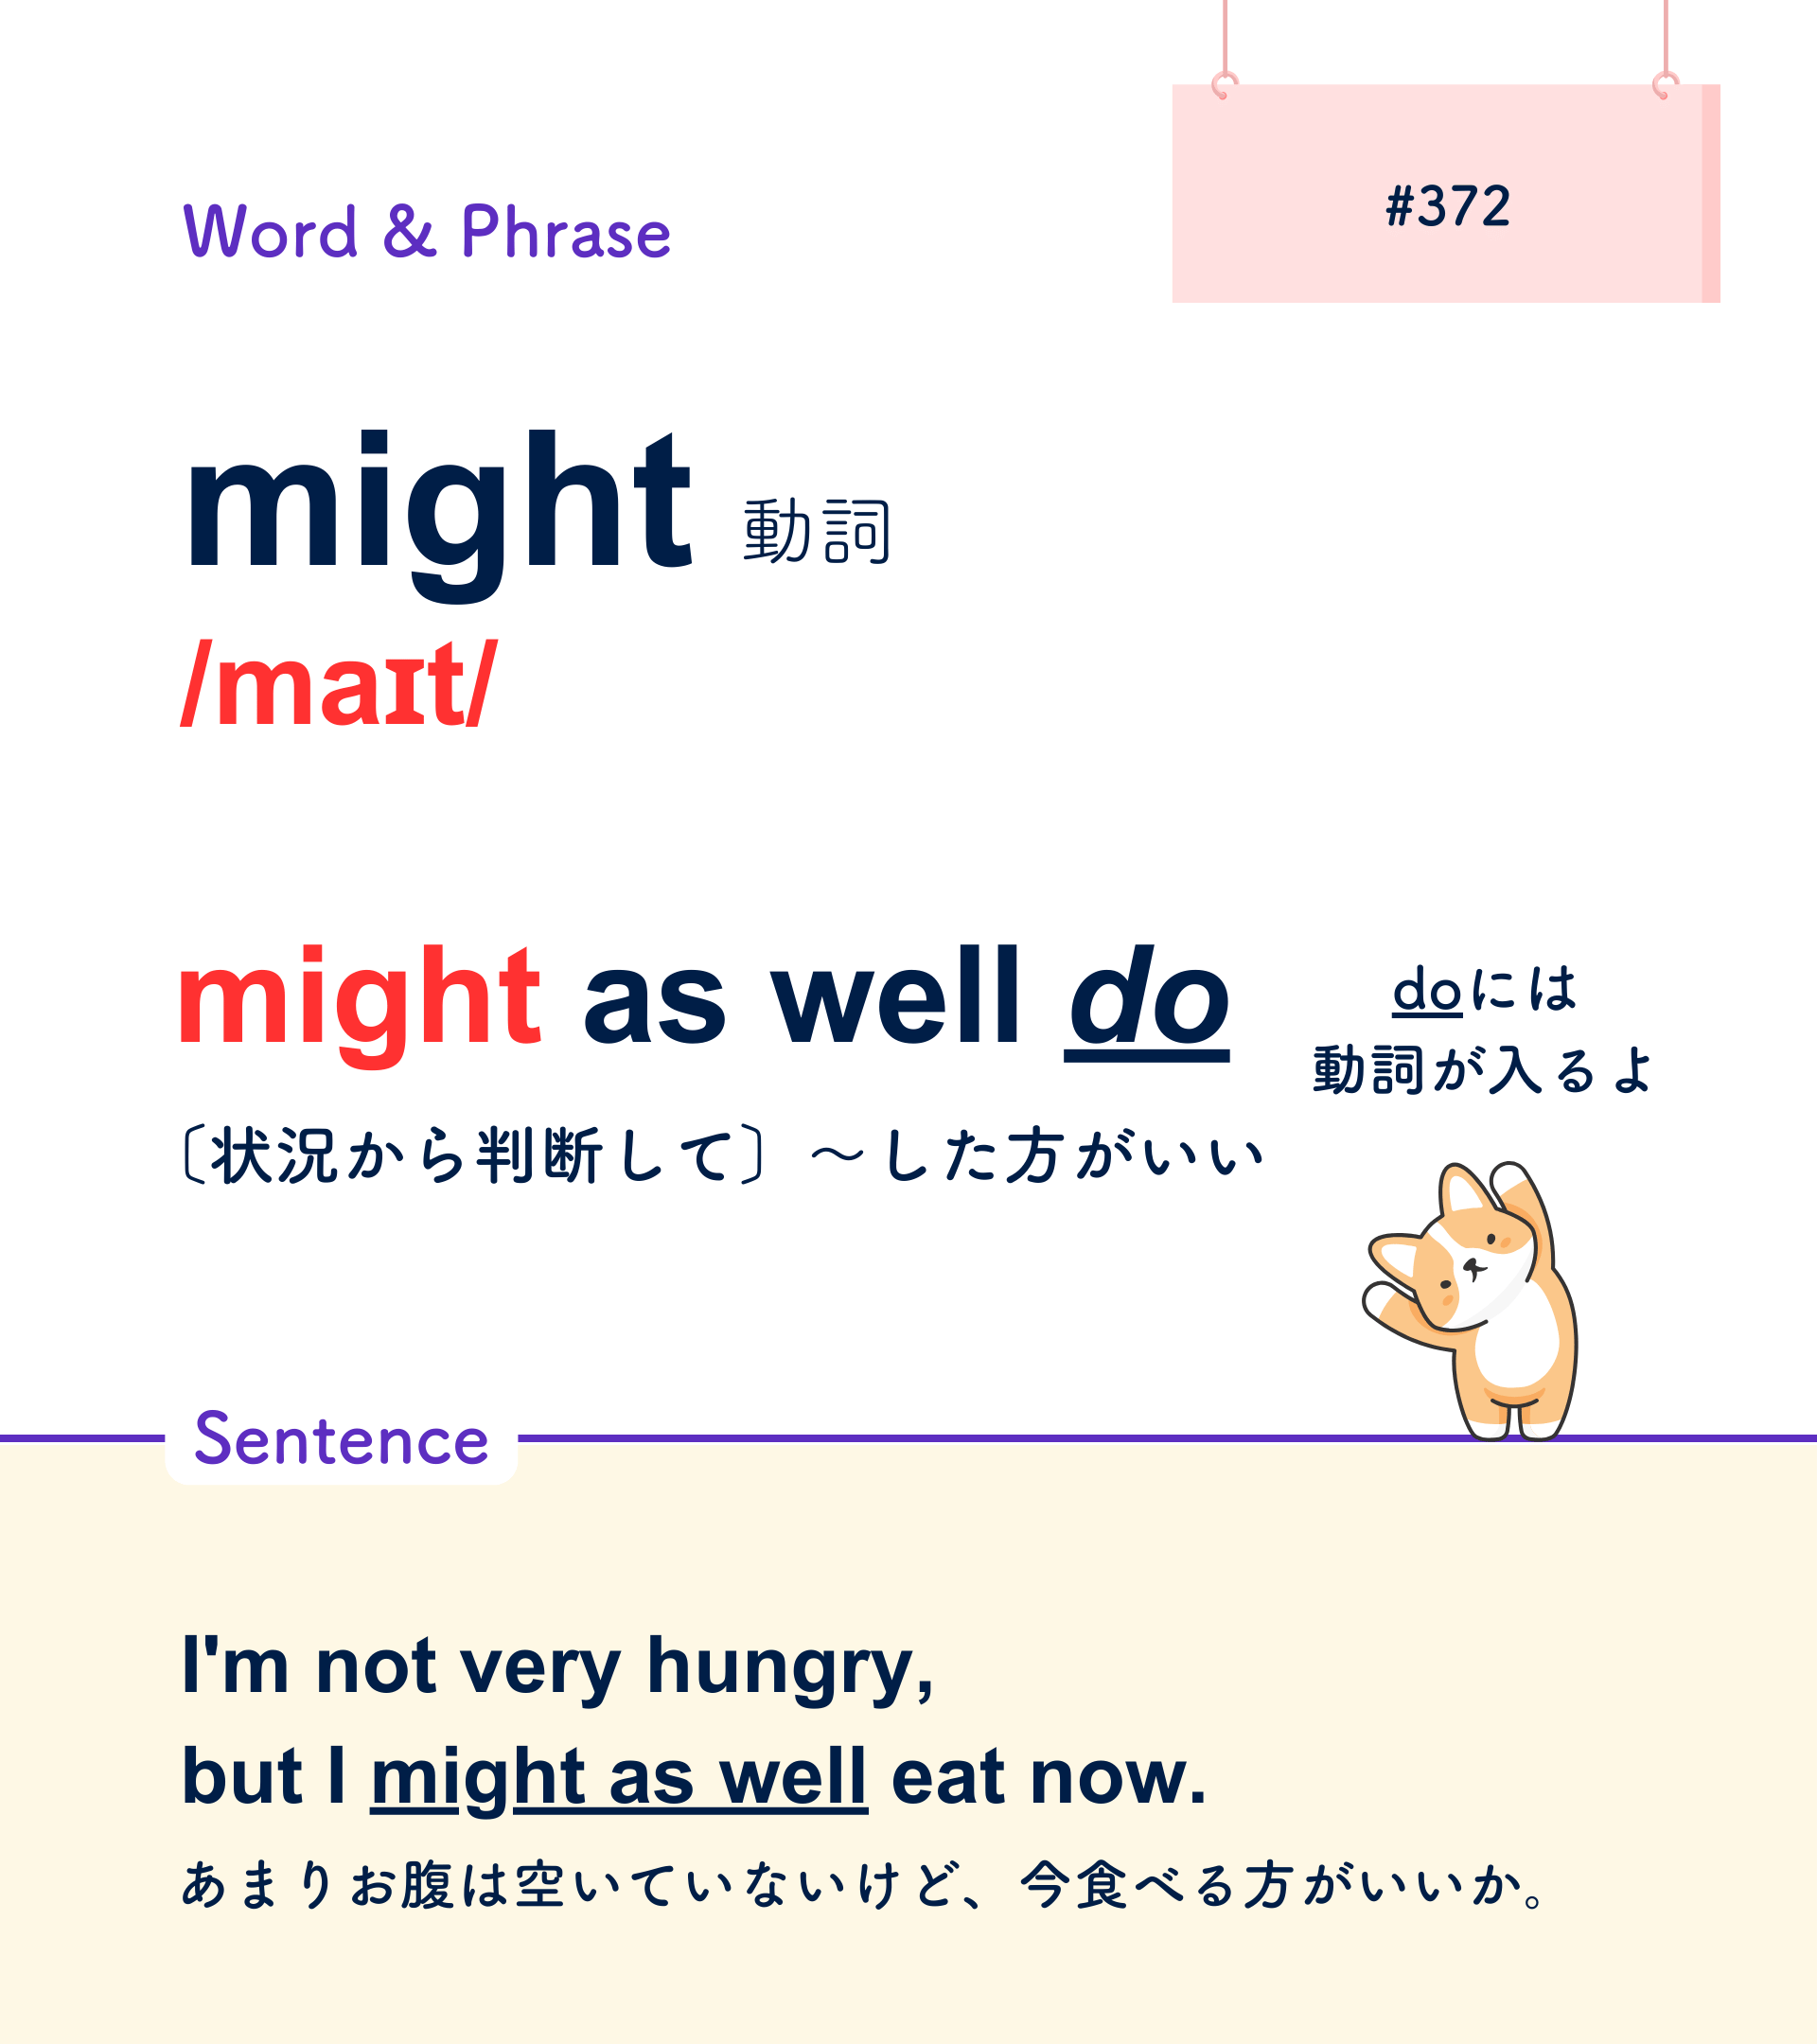 #372
Word & Phrase
might 動詞
/maɪt/
might as well do
doには
動詞が入るよ
〔状況から判断して〕～した方がいい
Sentence
I'm not very hungry,
but I might as well eat now.
あまりお腹は空いていないけど、今食べる方がいいか。